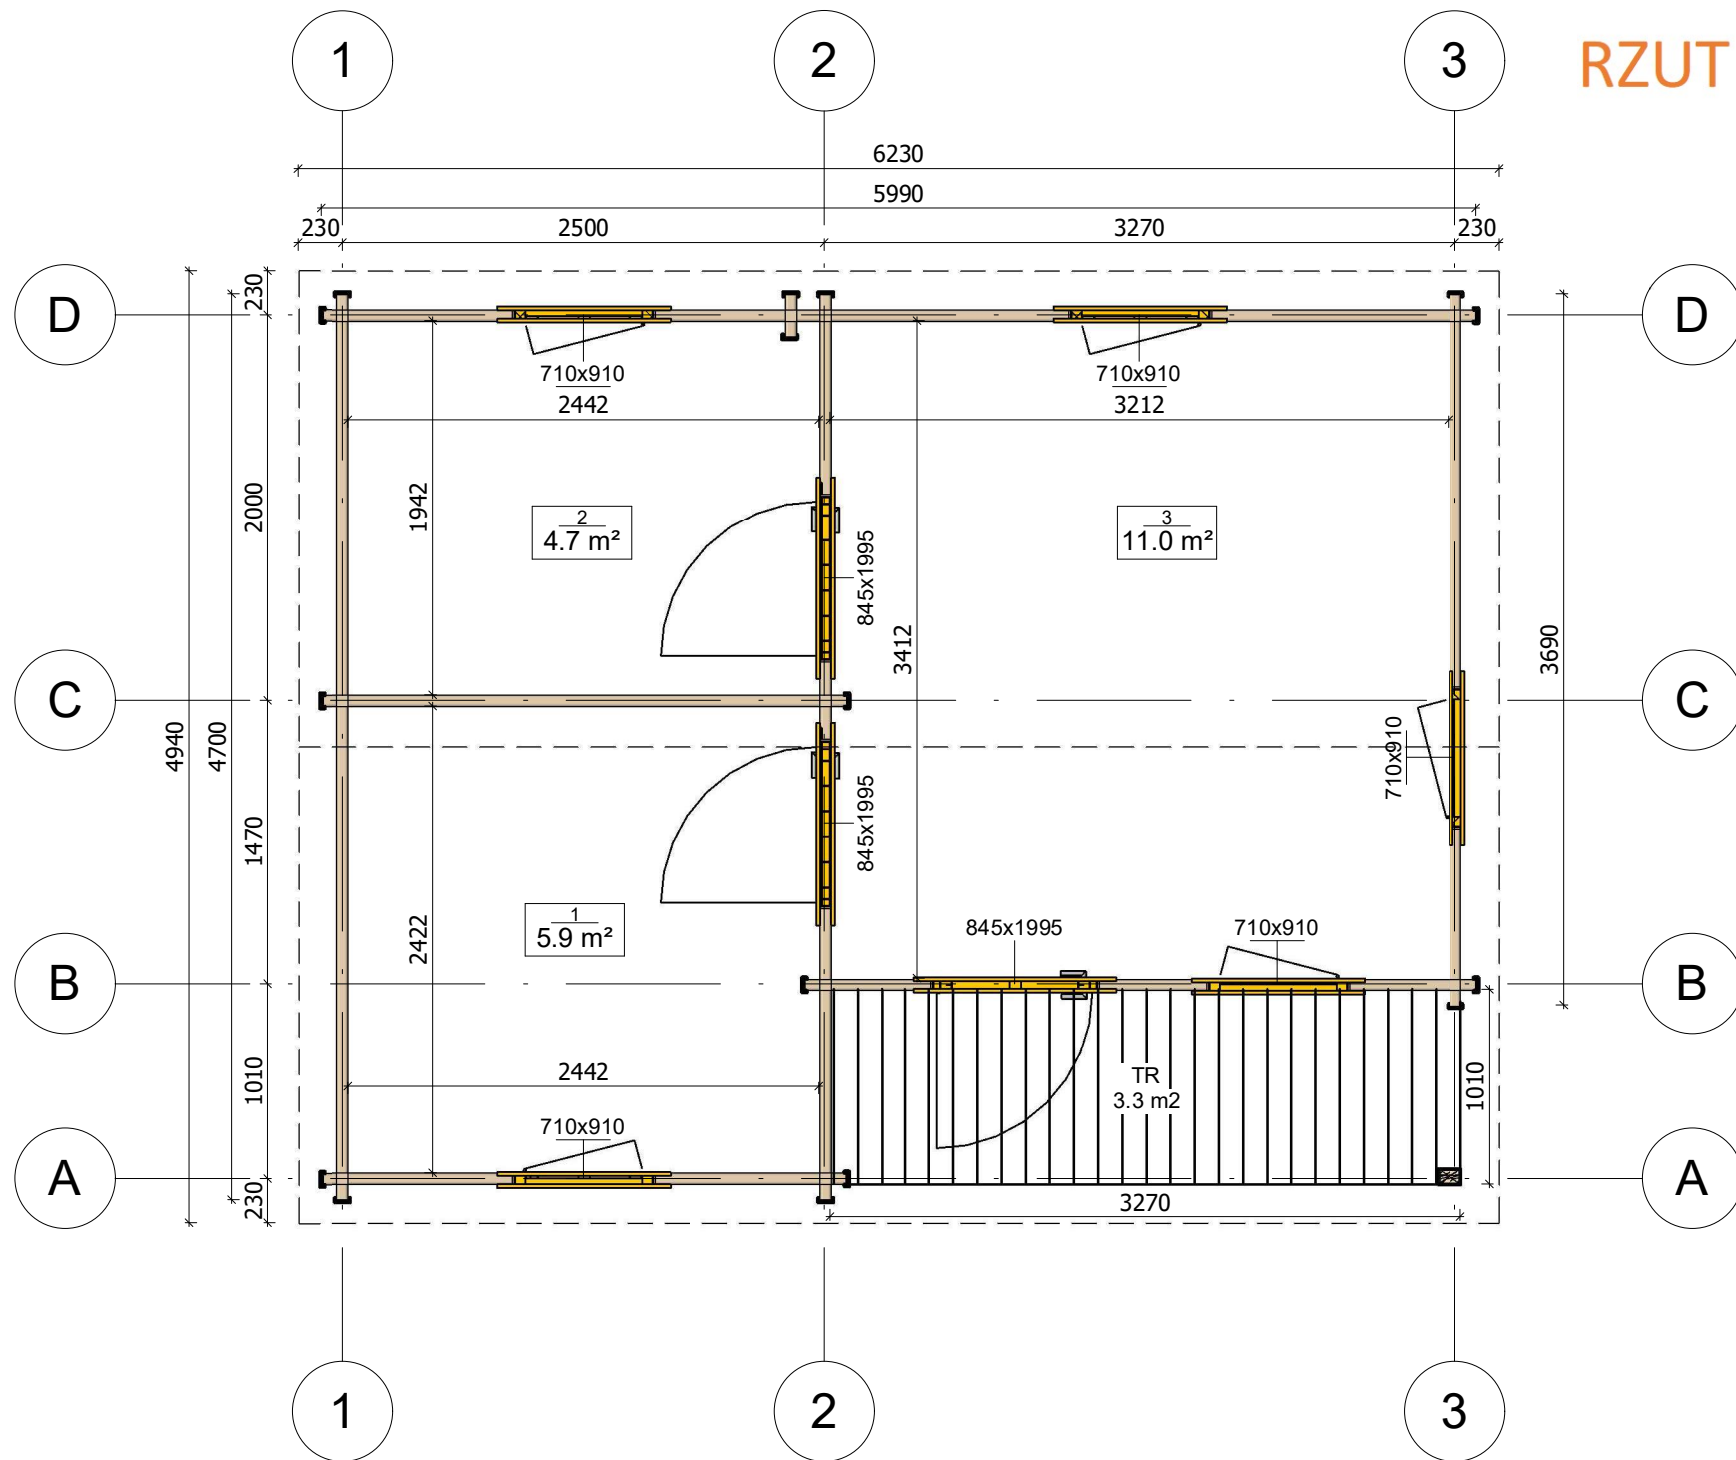 1
2
3
RZUT
6230
5990
230
2500
3270
230
D
D
230
4940
4700
2000
1470
1010
230
710x910
2442
710x910
3212
1942
2
4.7 m²
845x1995
3
11.0 m²
3412
3690
C
C
710x910
845x1995
2422
1
5.9 m²
845x1995
710x910
B
B
2442
TR
3.3 m2
1010
710x910
A
A
3270
1
2
3